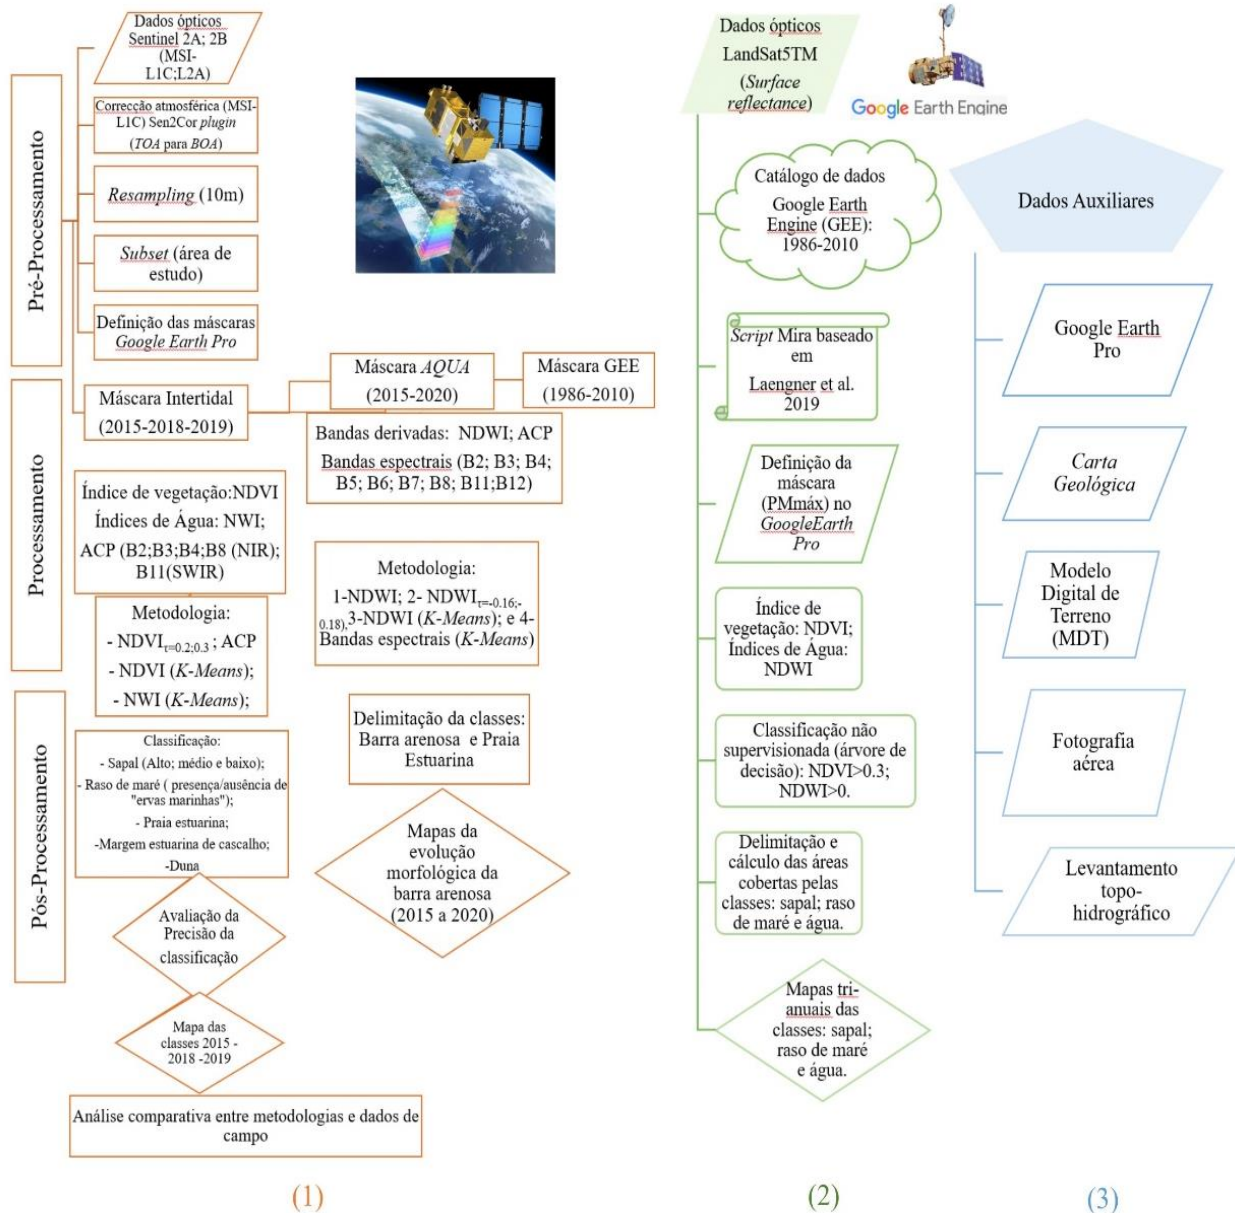 Pré-Processamento
Processamento
Pós-Processamento
Dados ópticos
Sentinel 2A; 2B
(MSI-
L1C;L2A)
Correcção atmosférica (MSI-
L1C) Sen2Cor plugin
(TOA para BOA)
Resampling (10m)
Subset (área de
estudo)
Definição das máscaras
Google Earth Pro
Máscara Intertidal
(2015-2018-2019)
Máscara AQUA
(2015-2020)
Máscara GEE
(1986-2010)
Bandas derivadas: NDWI; ACP
Bandas espectrais (B2; B3; B4;
B5; B6; B7; B8; B11;B12)
Índice de vegetação:NDVI
Índices de Água: NWI;
ACP (B2;B3;B4;B8 (NIR);
B11(SWIR)
Metodologia:
- NDVIτ=0.2;0.3 ; ACP
- NDVI (K-Means);
- NWI (K-Means);
Metodologia:
1-NDWI; 2- NDWIτ=-0.16;-
0.18),3-NDWI (K-Means); e 4-
Bandas espectrais (K-Means)
Classificação:
- Sapal (Alto; médio e baixo);
- Raso de maré ( presença/ausência de
"ervas marinhas");
- Praia estuarina;
-Margem estuarina de cascalho;
-Duna
Delimitação da classes:
Barra arenosa e Praia
Estuarina
Mapas da
evolução
morfológica da
barra arenosa
(2015 a 2020)
Avaliação da
Precisão da
classificação
Mapa das
classes 2015 -
2018 -2019
Análise comparativa entre metodologias e dados de
campo
(1)
Dados ópticos
LandSat5TM
(Surface
reflectance)
Google Earth Engine
Catálogo de dados
Google Earth
Engine (GEE):
1986-2010
Script Mira baseado
em
Laengner et al.
2019
Definição da
máscara
(PMmáx) no
GoogleEarth
Pro
Índice de
vegetação: NDVI;
Índices de Água:
NDWI
Classificação não
supervisionada (árvore de
decisão): NDVI>0.3;
NDWI>0.
Delimitação e
cálculo das áreas
cobertas pelas
classes: sapal; raso
de maré e água.
Mapas tri-
anuais das
classes: sapal;
raso de maré
e água.
(2)
Dados Auxiliares
Google Earth
Pro
Carta
Geológica
Modelo
Digital de
Terreno
(MDT)
Fotografia
aérea
Levantamento
topo-
hidrográfico
(3)